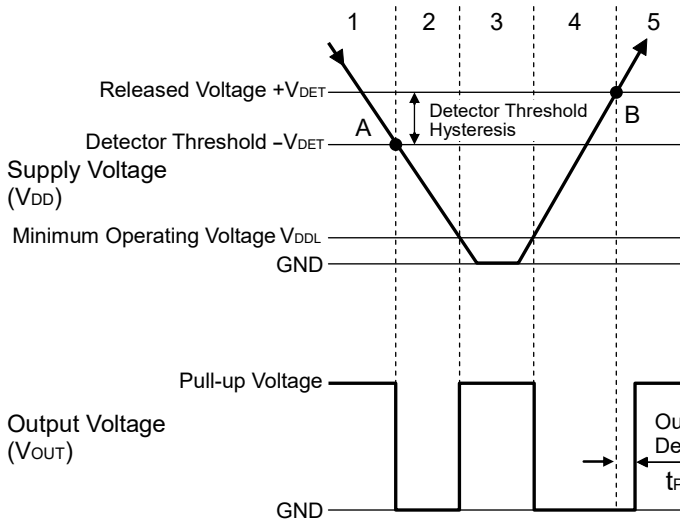 1 2 3 4 5
Released Voltage +VDET
Detector Threshold
Hysteresis
A
B
Detector Threshold –VDET
Supply Voltage
(VDD)
Minimum Operating Voltage VDDL
GND
Pull-up Voltage
Output Voltage
(VOUT)
GND